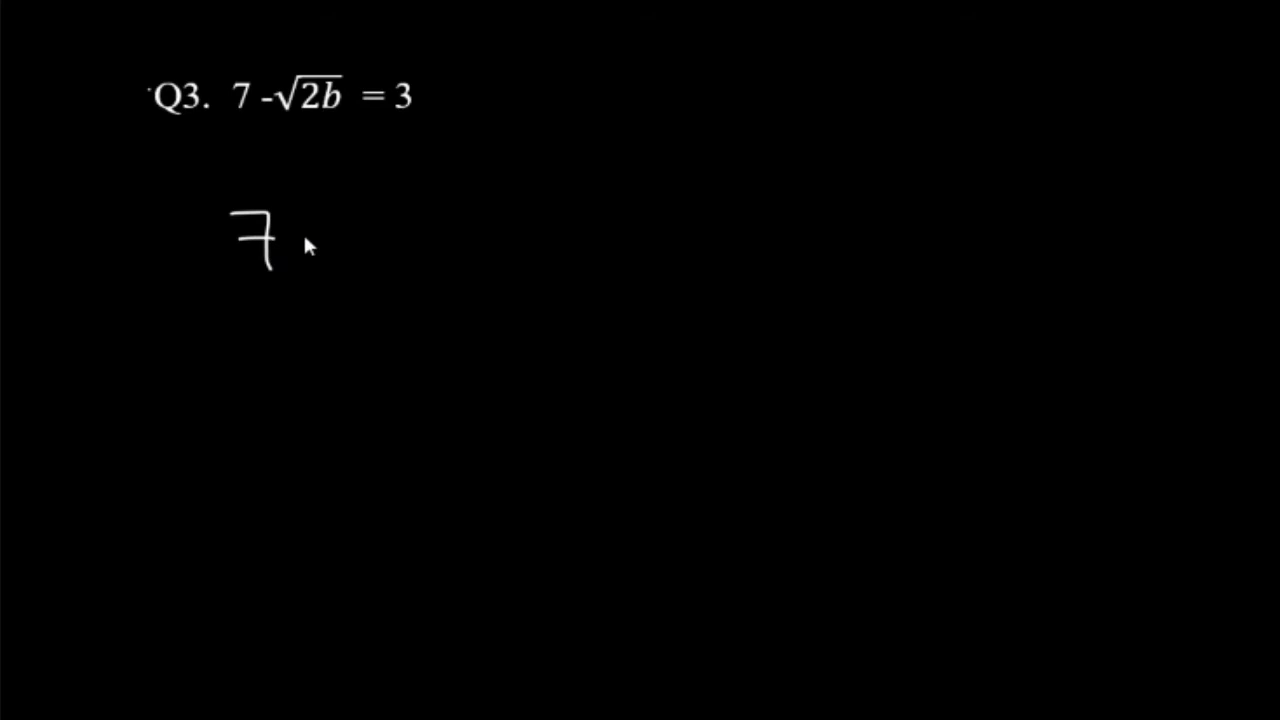 Q3. 7 -√2b = 3
7